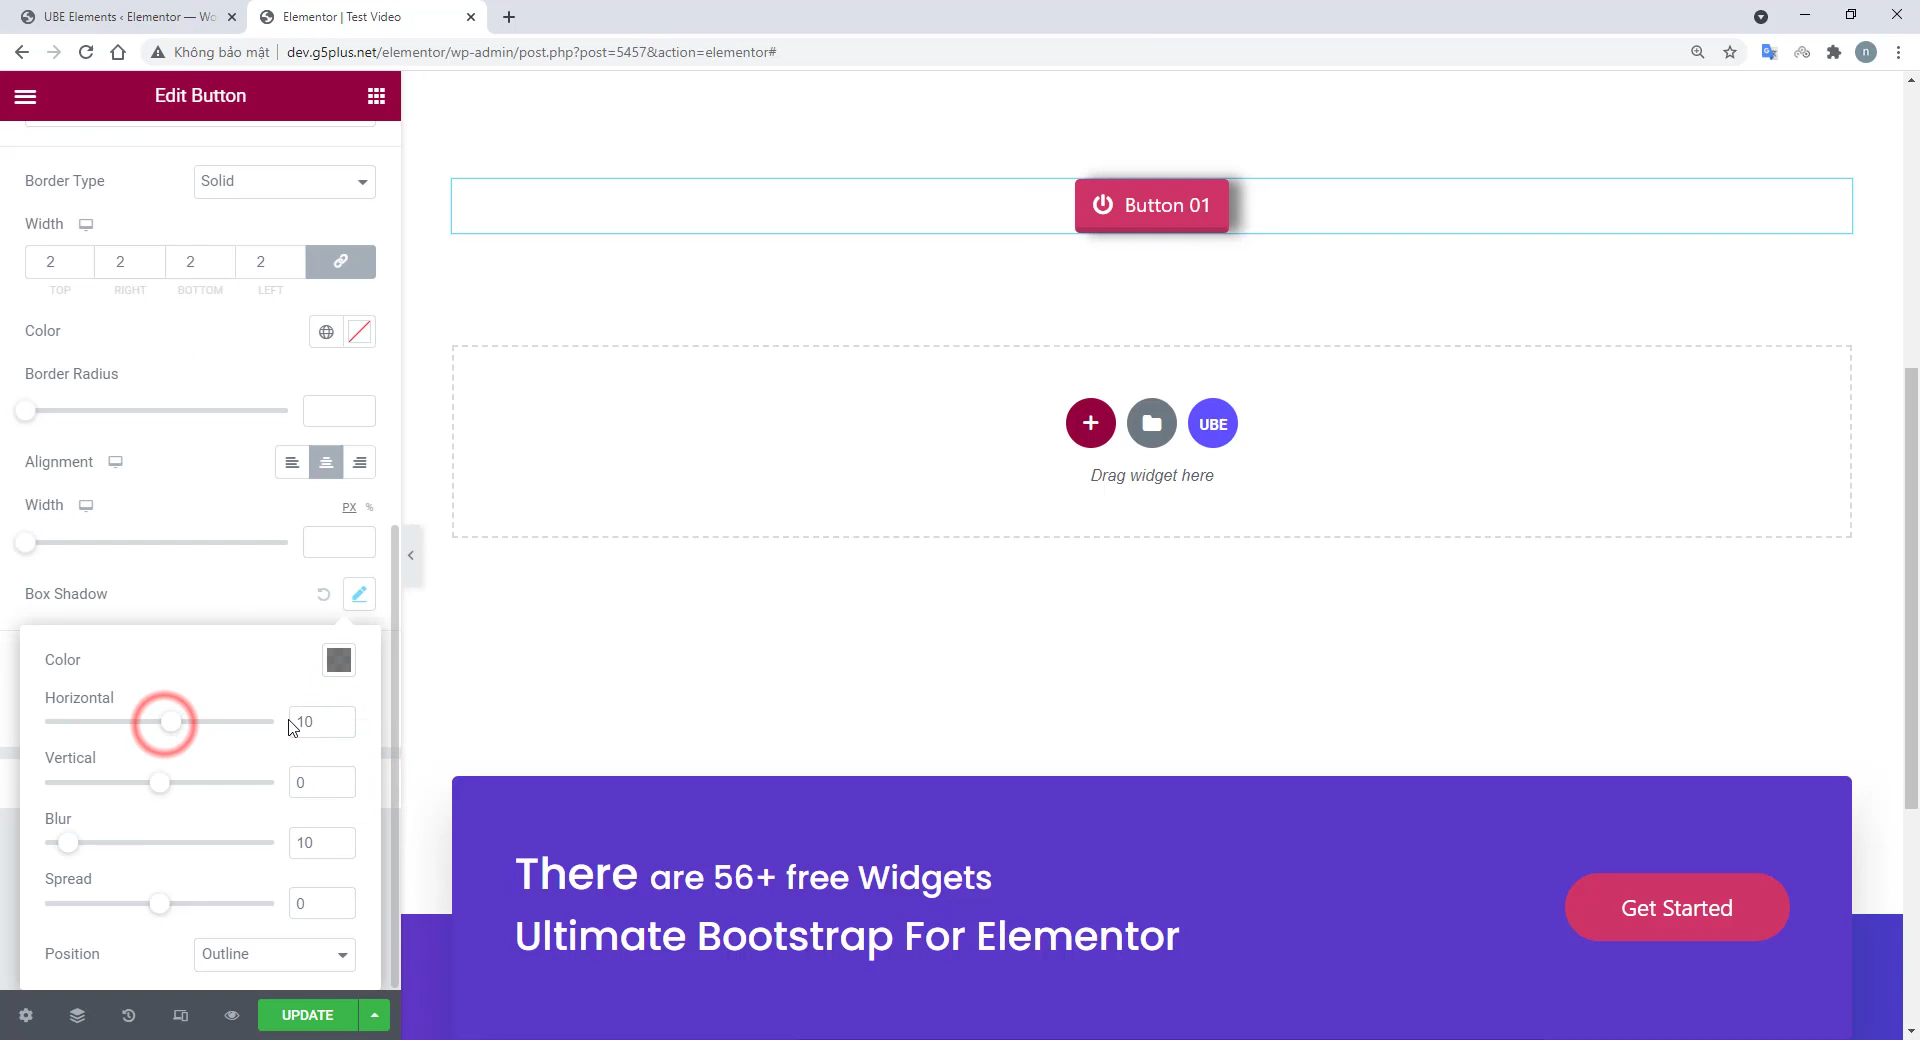 UBE Elements ‹ Elementor — Wo
Elementor | Test Video
Không bảo mật
dev.g5plus.net/elementor/wp-admin/post.php?post=5457&action=elementor#
n
Edit Button
Border Type
Solid
Width
2 2 2 2
TOP RIGHT BOTTOM LEFT
Color
Border Radius
Alignment
Width
PX %
Box Shadow
Color
Horizontal
10
Vertical
0
Blur
10
Spread
0
Position
Outline
UPDATE
Button 01
UBE
Drag widget here
There are 56+ free Widgets
Ultimate Bootstrap For Elementor
Get Started